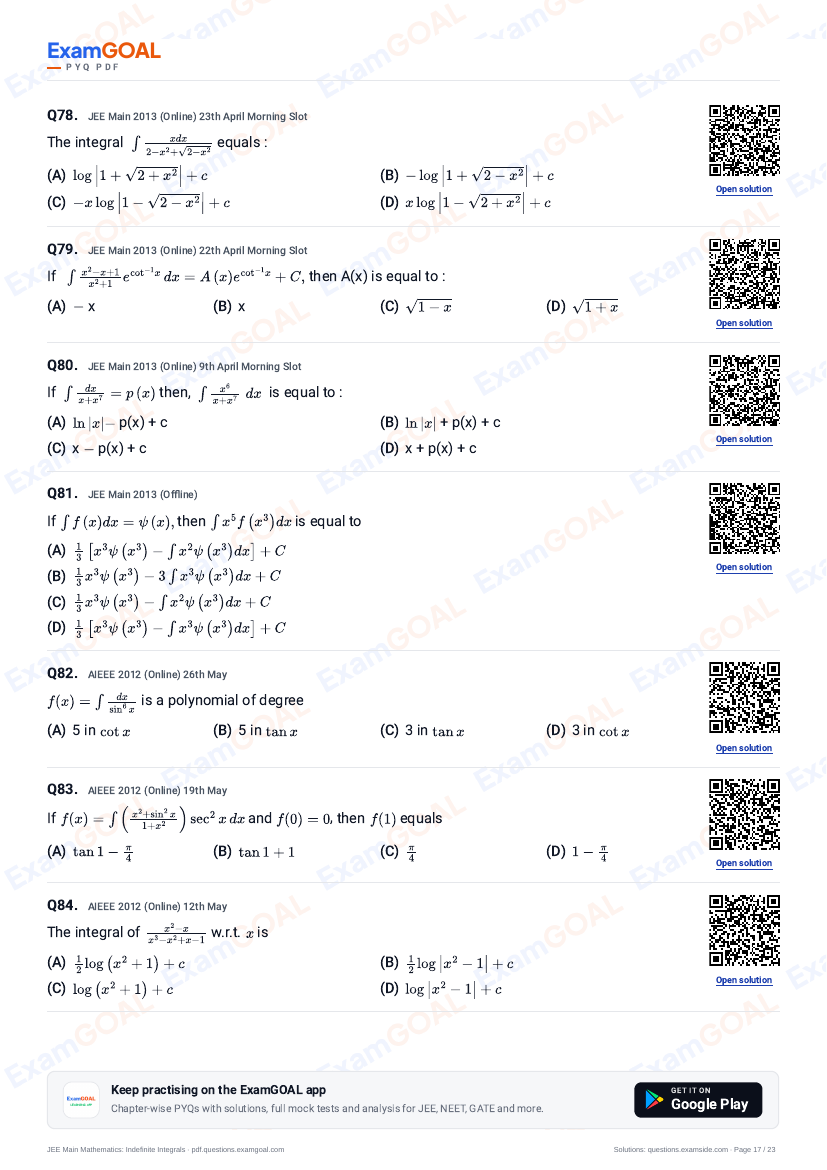 ExamGOAL
PYQ PDF
Q78. JEE Main 2013 (Online) 23th April Morning Slot
The integral ∫ xdx / (2−x²+√(2−x²)) equals :
(A) log |1 + √(2 + x²)| + c
(B) − log |1 + √(2 − x²)| + c
(C) −x log |1 − √(2 − x²)| + c
(D) x log |1 − √(2 + x²)| + c
Open solution
Q79. JEE Main 2013 (Online) 22th April Morning Slot
If ∫ (x²−x+1)/(x²+1) e^(cot⁻¹x) dx = A (x)e^(cot⁻¹x) + C, then A(x) is equal to :
(A) − x
(B) x
(C) √(1 − x)
(D) √(1 + x)
Open solution
Q80. JEE Main 2013 (Online) 9th April Morning Slot
If ∫ dx/(x+x⁷) = p (x) then, ∫ x⁶/(x+x⁷) dx is equal to :
(A) ln |x| − p(x) + c
(B) ln |x| + p(x) + c
(C) x − p(x) + c
(D) x + p(x) + c
Open solution
Q81. JEE Main 2013 (Offline)
If ∫ f (x)dx = ψ (x), then ∫ x⁵f (x³)dx is equal to
(A) 1/3 [x³ψ (x³) − ∫ x²ψ (x³)dx] + C
(B) 1/3 x³ψ (x³) − 3 ∫ x³ψ (x³)dx + C
(C) 1/3 x³ψ (x³) − ∫ x²ψ (x³)dx + C
(D) 1/3 [x³ψ (x³) − ∫ x³ψ (x³)dx] + C
Open solution
Q82. AIEEE 2012 (Online) 26th May
f(x) = ∫ dx/sin⁶ x is a polynomial of degree
(A) 5 in cot x
(B) 5 in tan x
(C) 3 in tan x
(D) 3 in cot x
Open solution
Q83. AIEEE 2012 (Online) 19th May
If f(x) = ∫ ((x²+sin² x)/(1+x²)) sec² x dx and f(0) = 0, then f(1) equals
(A) tan 1 − π/4
(B) tan 1 + 1
(C) π/4
(D) 1 − π/4
Open solution
Q84. AIEEE 2012 (Online) 12th May
The integral of (x²−x)/(x³−x²+x−1) w.r.t. x is
(A) 1/2 log (x² + 1) + c
(B) 1/2 log |x² − 1| + c
(C) log (x² + 1) + c
(D) log |x² − 1| + c
Open solution
Keep practising on the ExamGOAL app
Chapter-wise PYQs with solutions, full mock tests and analysis for JEE, NEET, GATE and more.
ExamGOAL
GET IT ON
Google Play
JEE Main Mathematics: Indefinite Integrals · pdf.questions.examgoal.com
Solutions: questions.examside.com · Page 17 / 23